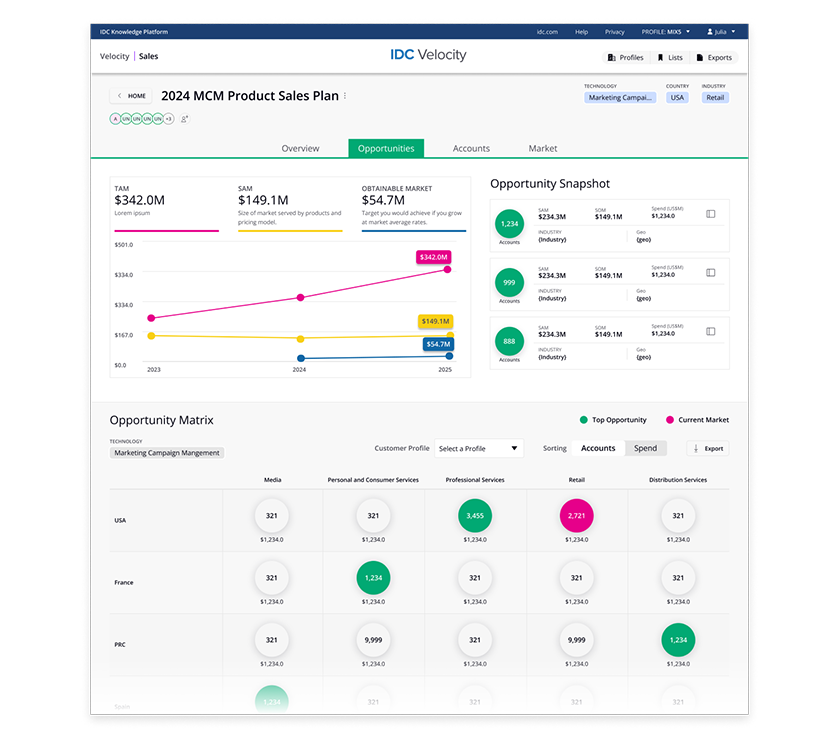 IDC Knowledge Platform idc.com Help Privacy PROFILE: MIX5 Julia
Velocity | Sales IDC Velocity Profiles Lists Exports
HOME 2024 MCM Product Sales Plan
TECHNOLOGY COUNTRY INDUSTRY
Marketing Campai... USA Retail
A UN UN UN UN +3
Overview Opportunities Accounts Market
TAM SAM OBTAINABLE MARKET
$342.0M $149.1M $54.7M
Lorem ipsum Size of market served by products and pricing model. Target you would achieve if you grow at market average rates.
$501.0
$334.0
$334.0
$167.0
$0.0
$342.0M
$149.1M
$54.7M
2023 2024 2025
Opportunity Snapshot
1,234 Accounts
SAM SOM Spend (US$M)
$234.3M $149.1M $1,234.0
INDUSTRY Geo
(Industry) (geo)
999 Accounts
SAM SOM Spend (US$M)
$234.3M $149.1M $1,234.0
INDUSTRY Geo
(Industry) (geo)
888 Accounts
SAM SOM Spend (US$M)
$234.3M $149.1M $1,234.0
INDUSTRY Geo
(Industry) (geo)
Opportunity Matrix Top Opportunity Current Market
TECHNOLOGY
Marketing Campaign Mangement Customer Profile Select a Profile Sorting Accounts Spend Export
Media Personal and Consumer Services Professional Services Retail Distribution Services
USA 321 321 3,455 2,721 321
$1,234.0 $1,234.0 $1,234.0 $1,234.0 $1,234.0
France 321 1,234 321 321 321
$1,234.0 $1,234.0 $1,234.0 $1,234.0 $1,234.0
PRC 321 9,999 321 9,999 1,234
$1,234.0 $1,234.0 $1,234.0 $1,234.0 $1,234.0
Spain 1,234 321 321 321 321